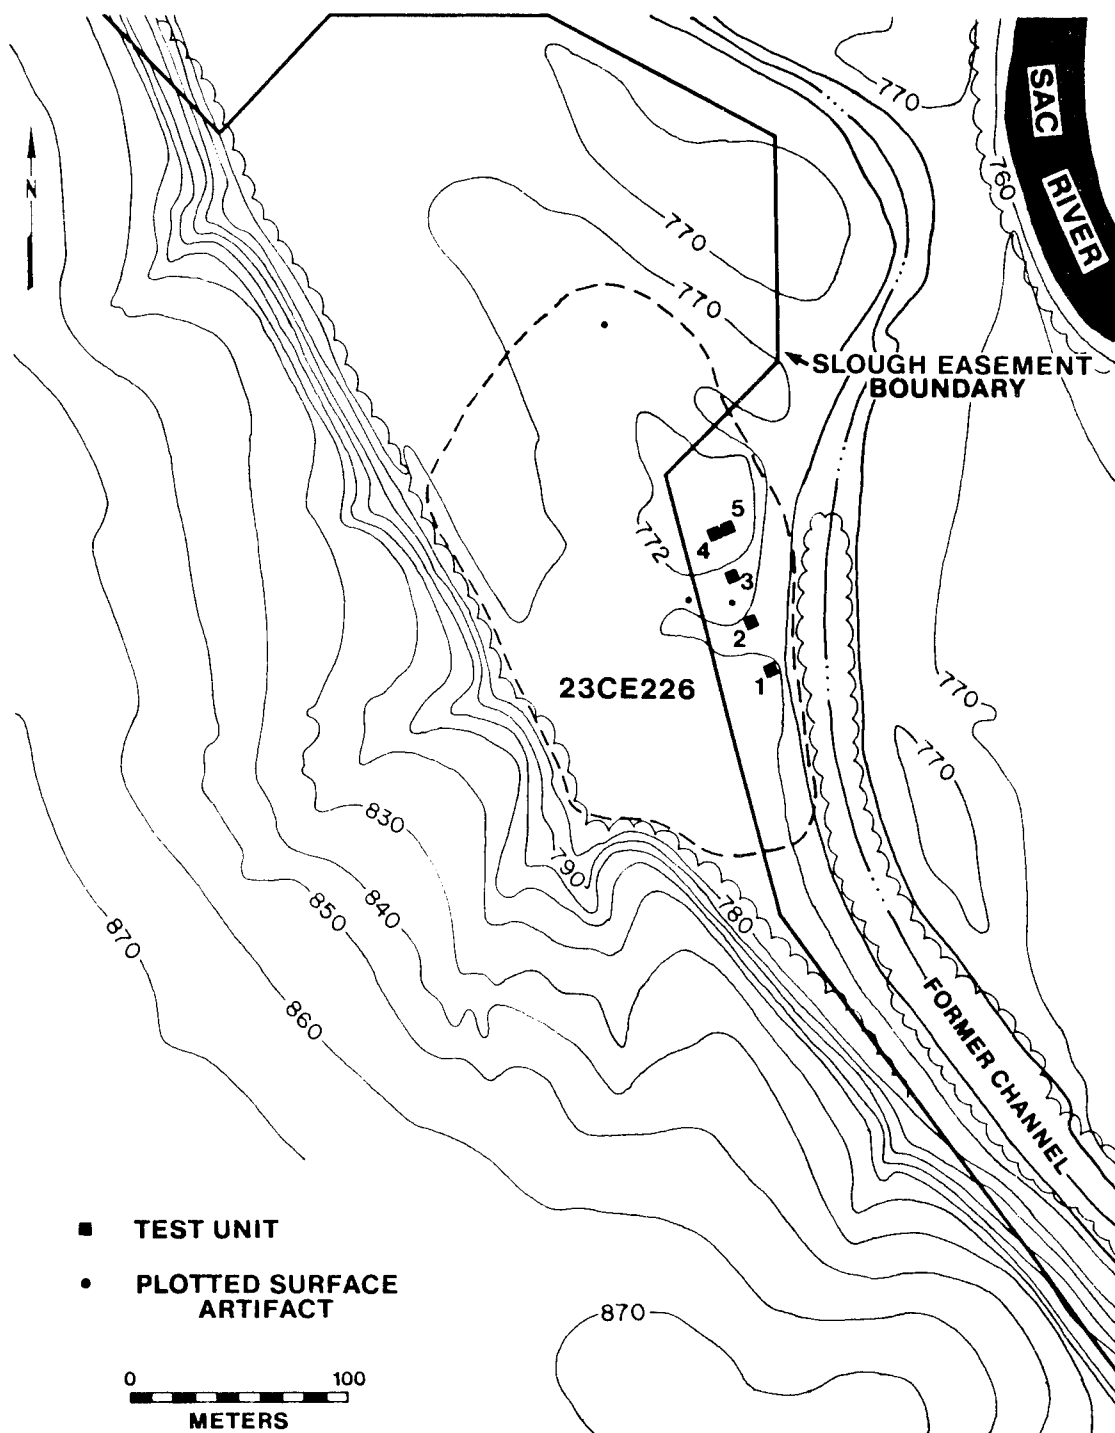 770
SAC
RIVER
760
N
770
770
SLOUGH EASEMENT
BOUNDARY
5
4
772
3
2
1
23CE226
770
770
830
790
780
840
850
870
860
FORMER CHANNEL
TEST UNIT
PLOTTED SURFACE
ARTIFACT
870
0 100
METERS